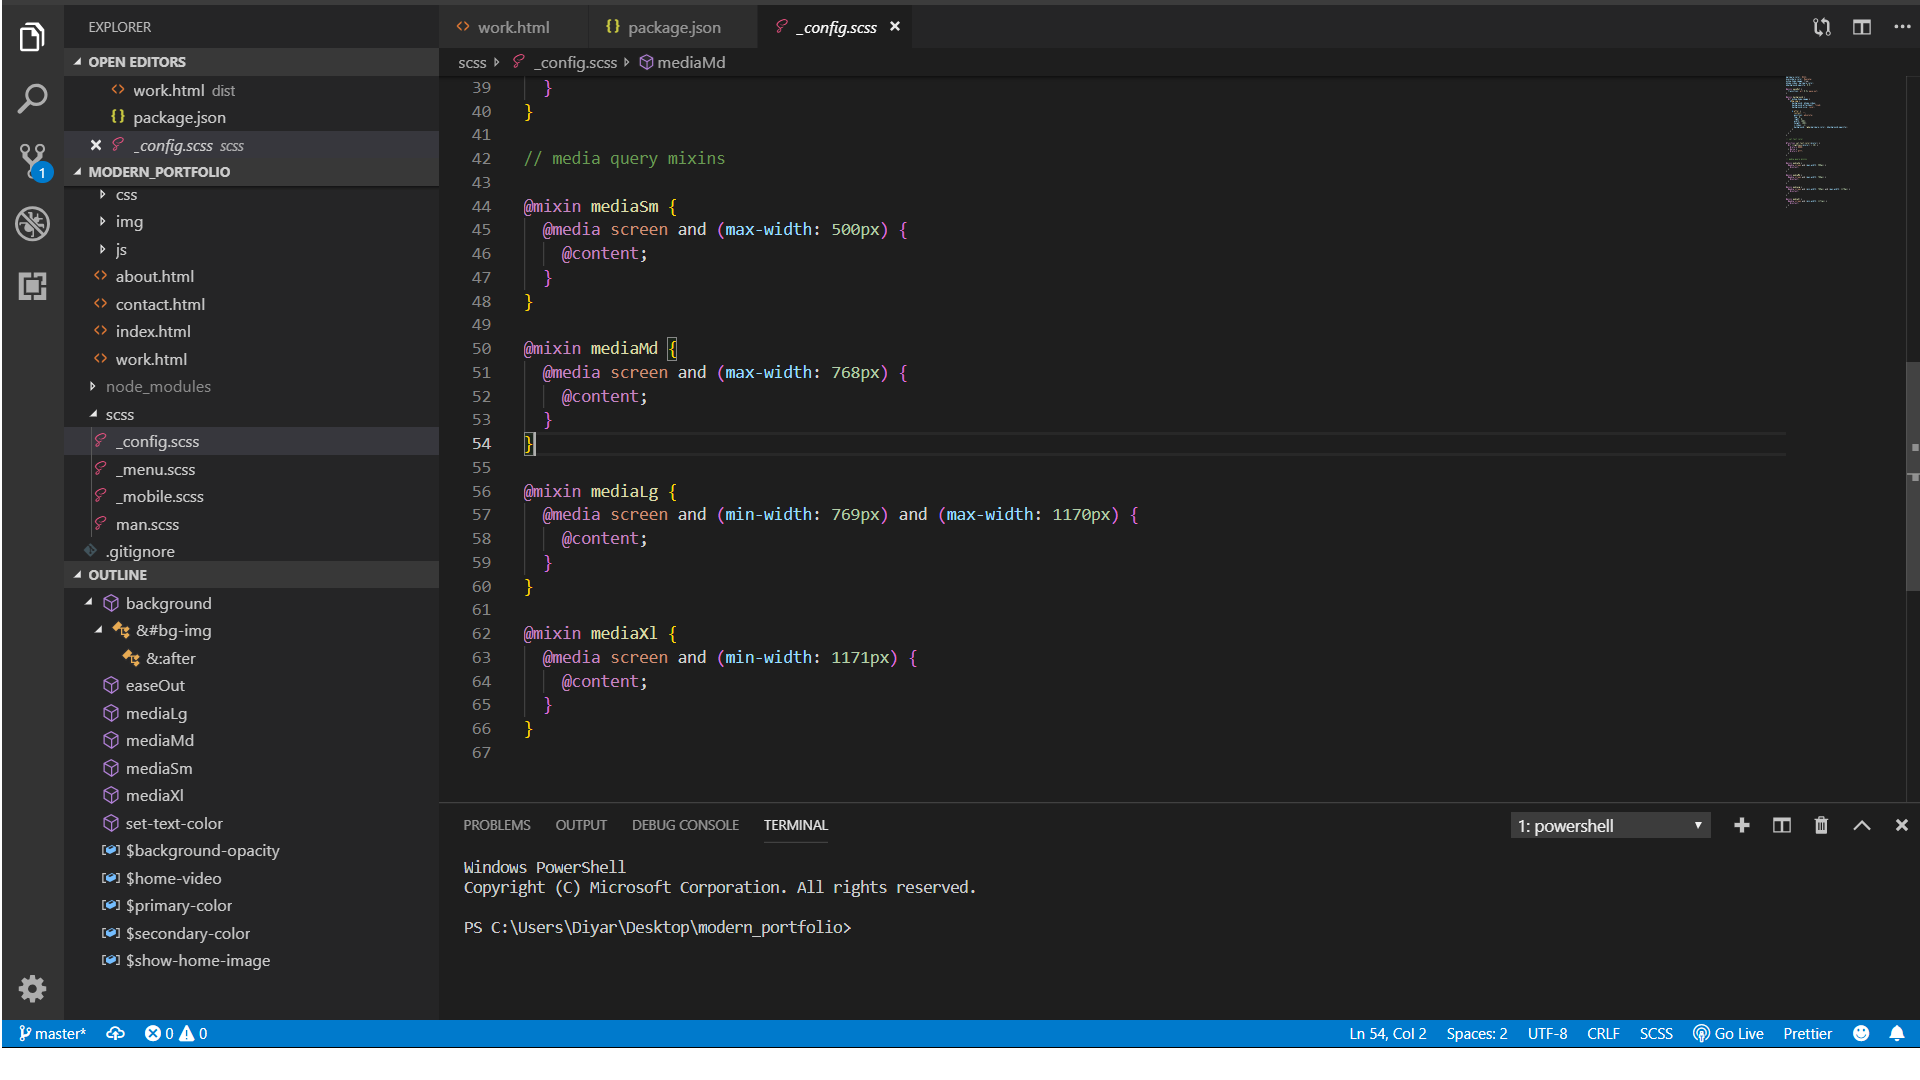 EXPLORER
OPEN EDITORS
work.html dist
package.json
_config.scss scss
1
MODERN_PORTFOLIO
css
img
js
about.html
contact.html
index.html
work.html
node_modules
scss
_config.scss
_menu.scss
_mobile.scss
man.scss
.gitignore
OUTLINE
background
&#bg-img
&:after
easeOut
mediaLg
mediaMd
mediaSm
mediaXl
set-text-color
$background-opacity
$home-video
$primary-color
$secondary-color
$show-home-image
work.html
package.json
_config.scss
scss _config.scss mediaMd
39 }
40 }
41
42 // media query mixins
43
44 @mixin mediaSm {
45 @media screen and (max-width: 500px) {
46 @content;
47 }
48 }
49
50 @mixin mediaMd {
51 @media screen and (max-width: 768px) {
52 @content;
53 }
54 }
55
56 @mixin mediaLg {
57 @media screen and (min-width: 769px) and (max-width: 1170px) {
58 @content;
59 }
60 }
61
62 @mixin mediaXl {
63 @media screen and (min-width: 1171px) {
64 @content;
65 }
66 }
67
PROBLEMS OUTPUT DEBUG CONSOLE TERMINAL
1: powershell
Windows PowerShell
Copyright (C) Microsoft Corporation. All rights reserved.
PS C:\Users\Diyar\Desktop\modern_portfolio>
master* 0 0 Ln 54, Col 2 Spaces: 2 UTF-8 CRLF SCSS Go Live Prettier